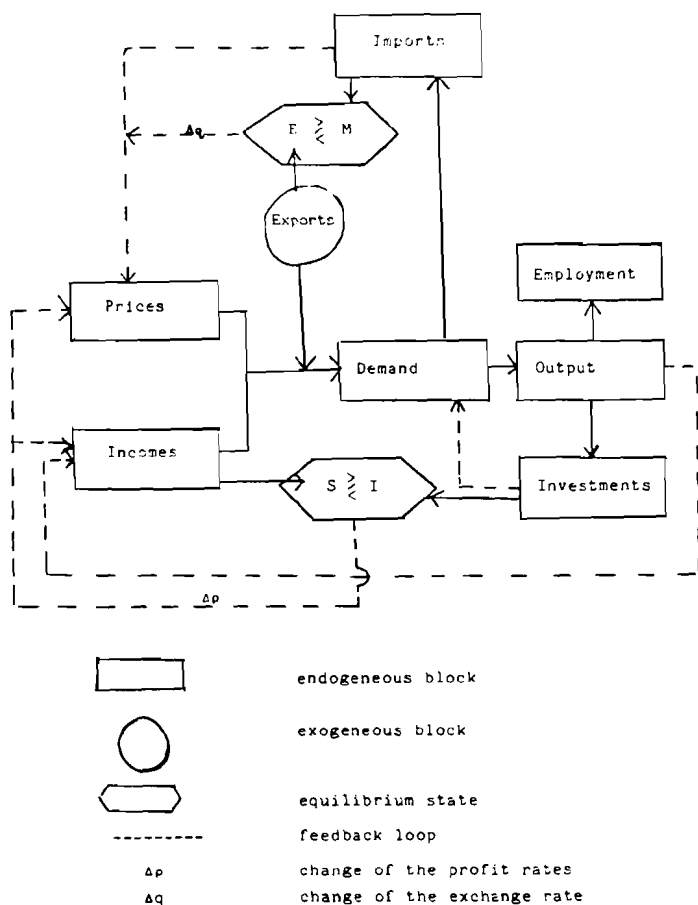 Imports
Δq
E ≷ M
Exports
Prices
Employment
Demand
Output
Incomes
S ≷ I
Investments
Δρ
endogeneous block
exogeneous block
equilibrium state
feedback loop
Δρ change of the profit rates
Δq change of the exchange rate